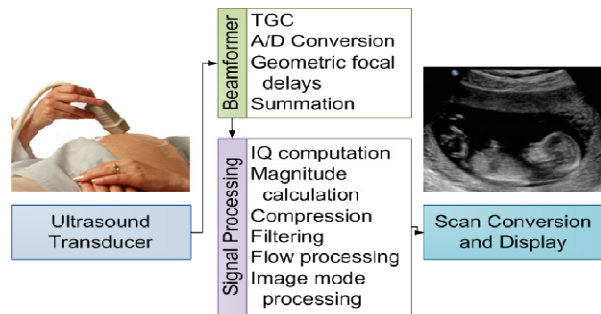 Ultrasound
Transducer
Beamformer
TGC
A/D Conversion
Geometric focal
delays
Summation
Signal Processing
IQ computation
Magnitude
calculation
Compression
Filtering
Flow processing
Image mode
processing
Scan Conversion
and Display